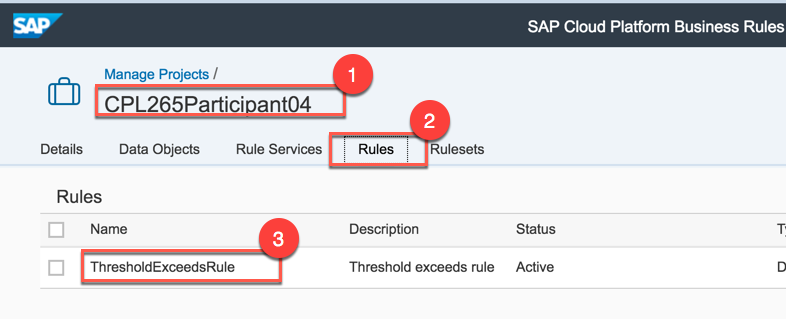 SAP SAP Cloud Platform Business Rules
Manage Projects /
1
CPL265Participant04
2
Details Data Objects Rule Services Rules Rulesets
Rules
Name Description Status
3
ThresholdExceedsRule Threshold exceeds rule Active